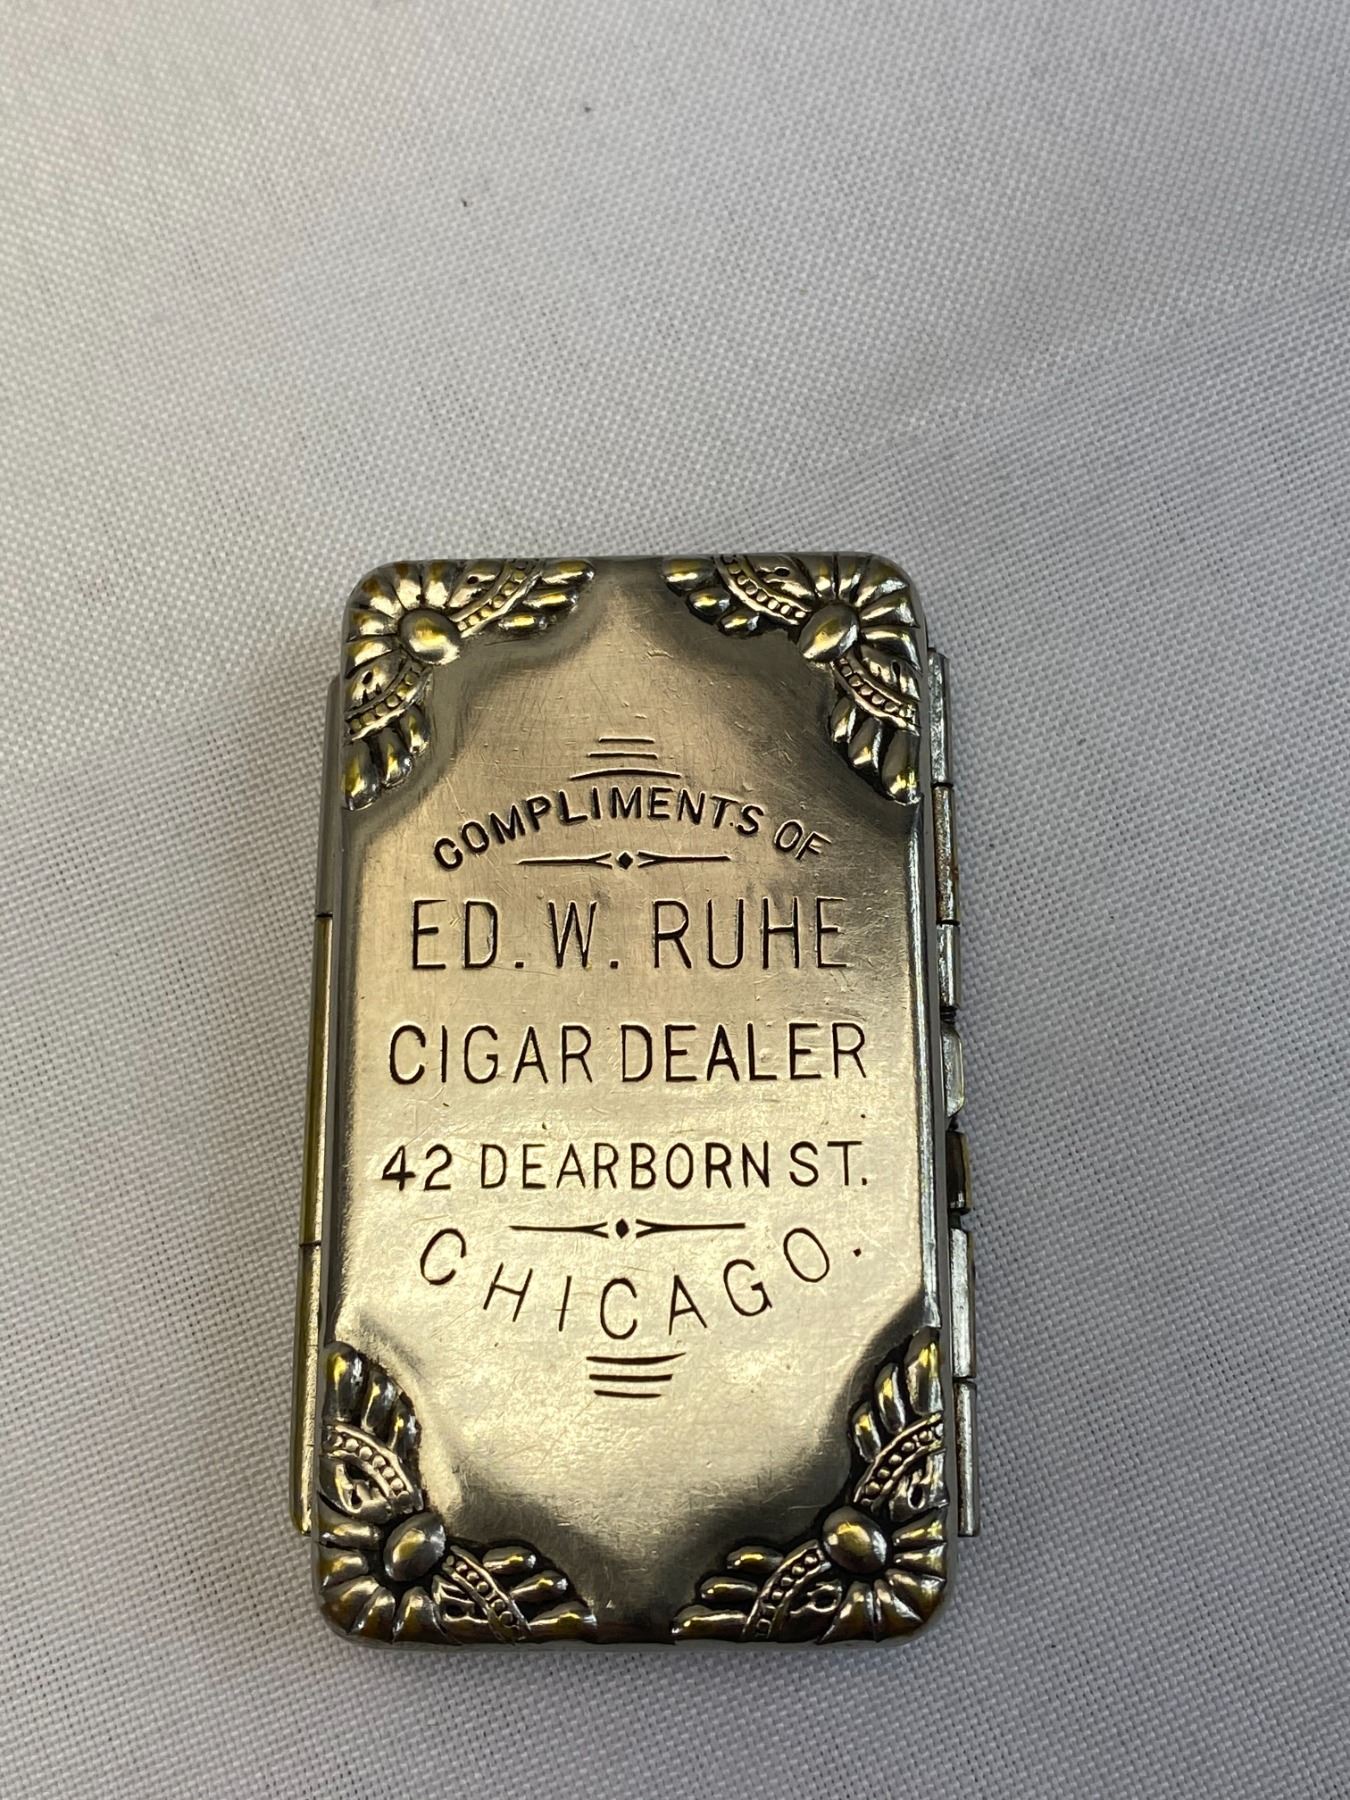 COMPLIMENTS OF
ED. W. RUHE
CIGAR DEALER
42 DEARBORN ST.
CHICAGO.